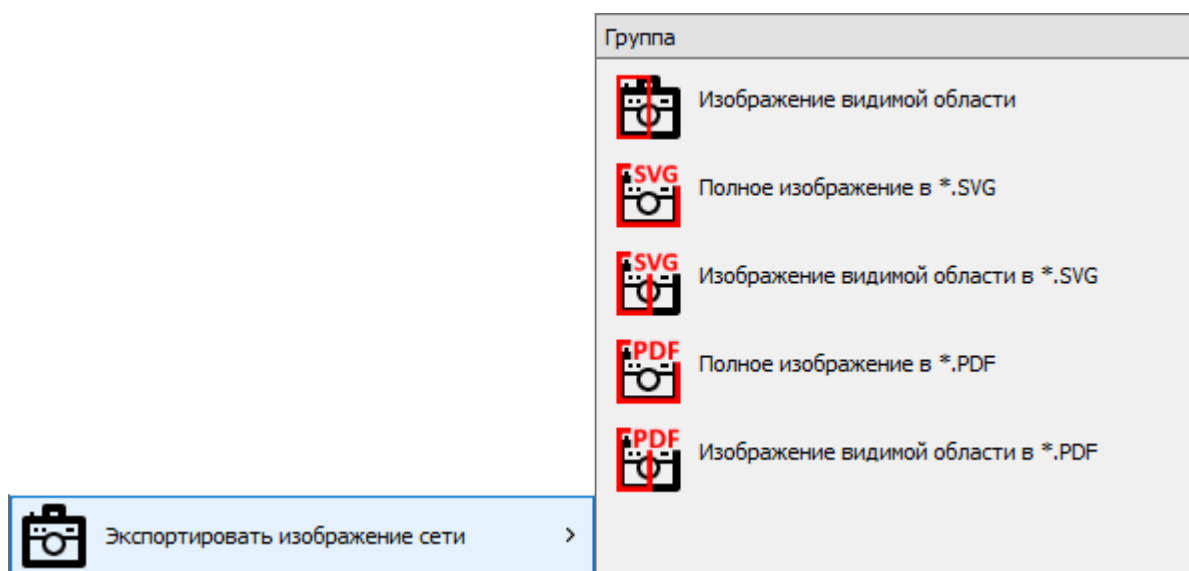 Группа
Изображение видимой области
SVG
Полное изображение в *.SVG
SVG
Изображение видимой области в *.SVG
PDF
Полное изображение в *.PDF
PDF
Изображение видимой области в *.PDF
Экспортировать изображение сети >